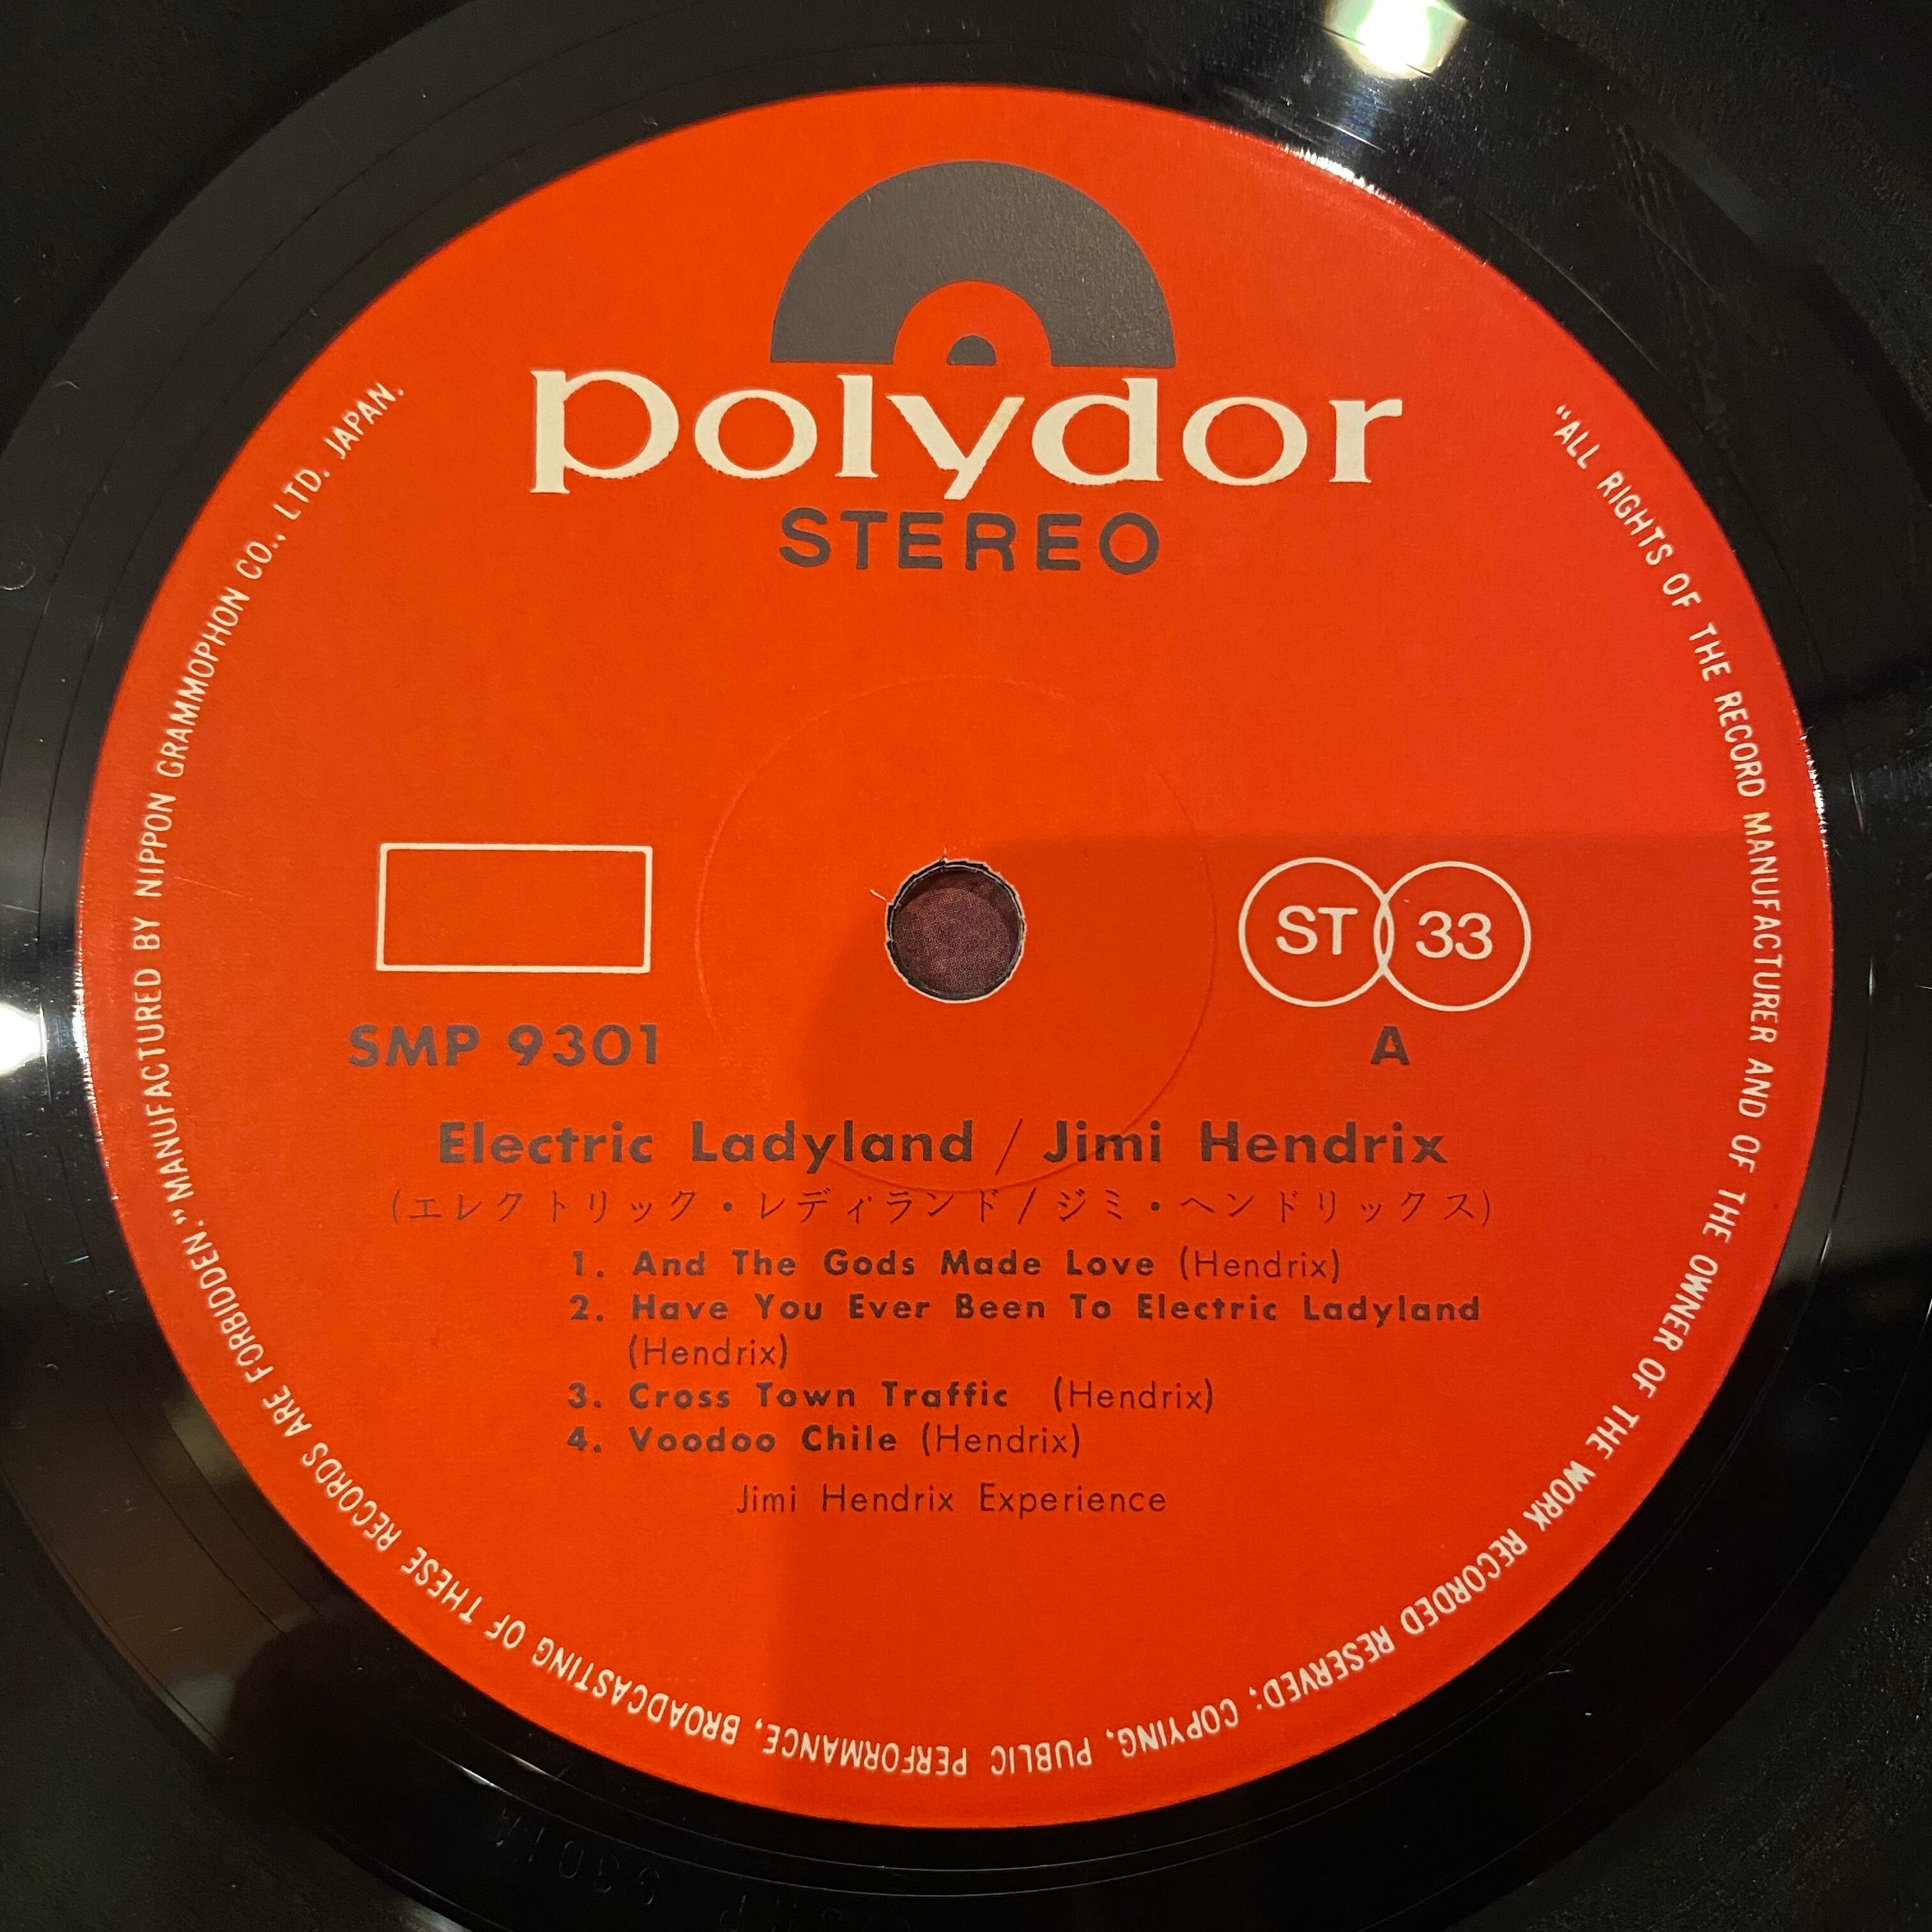 polydor
STEREO
ST 33
SMP 9301
A
Electric Ladyland / Jimi Hendrix
(エレクトリック・レディランド / ジミ・ヘンドリックス)
1. And The Gods Made Love (Hendrix)
2. Have You Ever Been To Electric Ladyland
(Hendrix)
3. Cross Town Traffic (Hendrix)
4. Voodoo Chile (Hendrix)
Jimi Hendrix Experience
"ALL RIGHTS OF THE RECORD MANUFACTURER AND OF THE OWNER OF THE WORK RECORDED RESERVED; COPYING, PUBLIC PERFORMANCE, BROADCASTING OF THESE RECORDS ARE FORBIDDEN." MANUFACTURED BY NIPPON GRAMMOPHON CO., LTD. JAPAN.